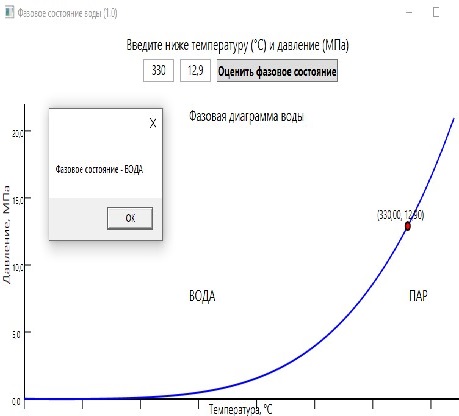 Фазовое состояние воды (1.0)
Введите ниже температуру (°C) и давление (МПа)
330 12,9 Оценить фазовое состояние
Фазовая диаграмма воды
X
Фазовое состояние - ВОДА
OK
20,0
15,0
10,0
5,0
0,0
Давление, МПа
(330,00, 12,90)
ВОДА ПАР
Температура, °C